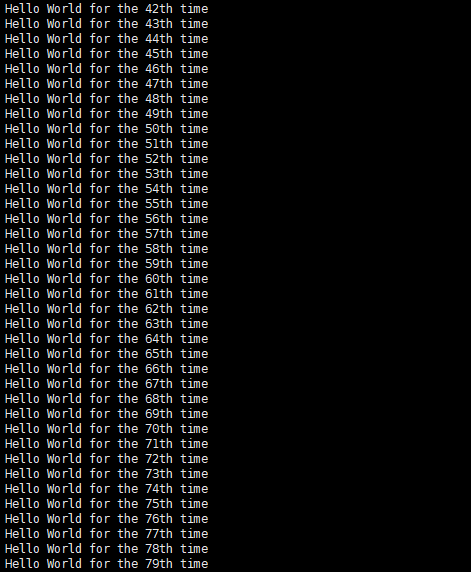 Hello World for the 42th time
Hello World for the 43th time
Hello World for the 44th time
Hello World for the 45th time
Hello World for the 46th time
Hello World for the 47th time
Hello World for the 48th time
Hello World for the 49th time
Hello World for the 50th time
Hello World for the 51th time
Hello World for the 52th time
Hello World for the 53th time
Hello World for the 54th time
Hello World for the 55th time
Hello World for the 56th time
Hello World for the 57th time
Hello World for the 58th time
Hello World for the 59th time
Hello World for the 60th time
Hello World for the 61th time
Hello World for the 62th time
Hello World for the 63th time
Hello World for the 64th time
Hello World for the 65th time
Hello World for the 66th time
Hello World for the 67th time
Hello World for the 68th time
Hello World for the 69th time
Hello World for the 70th time
Hello World for the 71th time
Hello World for the 72th time
Hello World for the 73th time
Hello World for the 74th time
Hello World for the 75th time
Hello World for the 76th time
Hello World for the 77th time
Hello World for the 78th time
Hello World for the 79th time